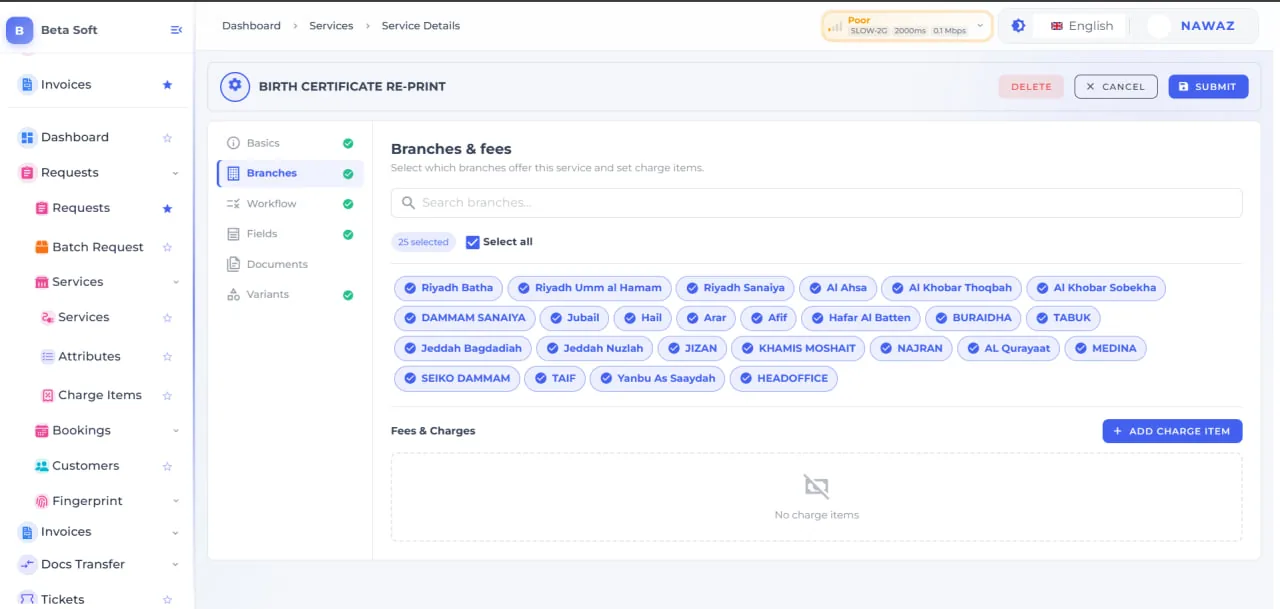 B Beta Soft
Dashboard > Services > Service Details
Poor
SLOW-2G 2000ms 0.1 Mbps
English
NAWAZ
Invoices
Dashboard
Requests
Requests
Batch Request
Services
Services
Attributes
Charge Items
Bookings
Customers
Fingerprint
Invoices
Docs Transfer
Tickets
BIRTH CERTIFICATE RE-PRINT
DELETE
CANCEL
SUBMIT
Basics
Branches
Workflow
Fields
Documents
Variants
Branches & fees
Select which branches offer this service and set charge items.
Search branches...
25 selected Select all
Riyadh Batha Riyadh Umm al Hamam Riyadh Sanaiya Al Ahsa Al Khobar Thoqbah Al Khobar Sobekha
DAMMAM SANAIYA Jubail Hail Arar Afif Hafar Al Batten BURAIDHA TABUK
Jeddah Bagdadiah Jeddah Nuzlah JIZAN KHAMIS MOSHAIT NAJRAN AL Qurayaat MEDINA
SEIKO DAMMAM TAIF Yanbu As Saaydah HEADOFFICE
Fees & Charges
+ ADD CHARGE ITEM
No charge items